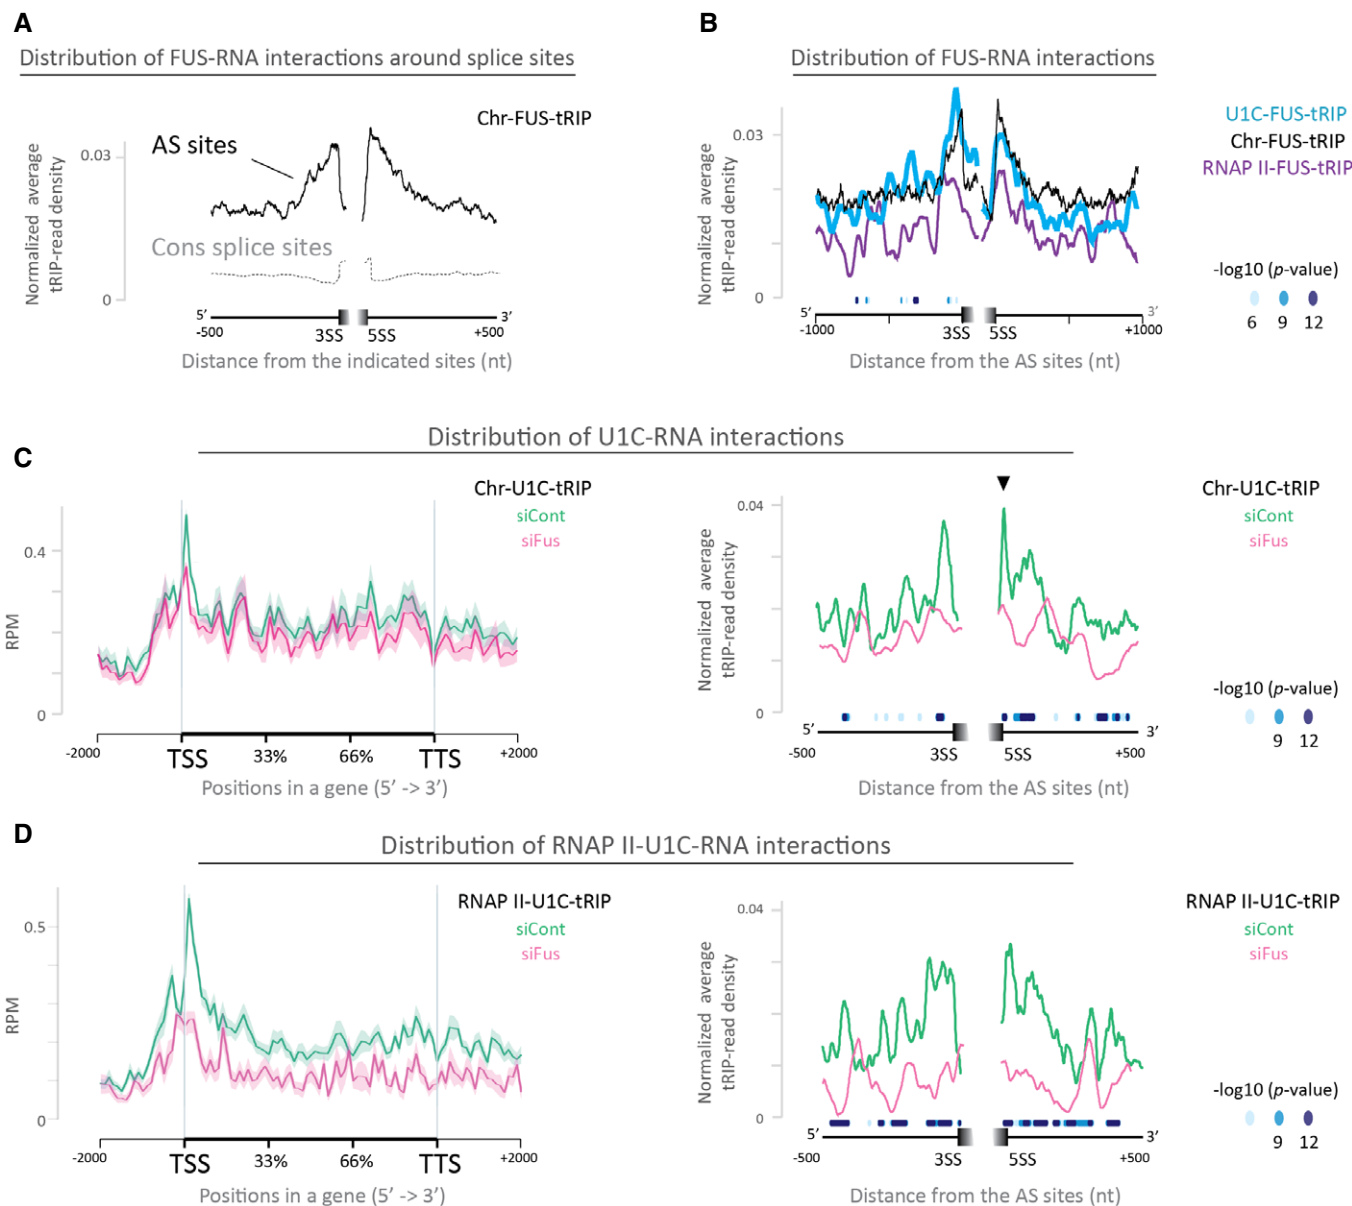 A
Distribution of FUS-RNA interactions around splice sites
Chr-FUS-tRIP
AS sites
Cons splice sites
Normalized average
tRIP-read density
0.03
0
5′
3′
-500
3SS
5SS
+500
Distance from the indicated sites (nt)
B
Distribution of FUS-RNA interactions
U1C-FUS-tRIP
Chr-FUS-tRIP
RNAP II-FUS-tRIP
Normalized average
tRIP-read density
0.03
0
-log10 (p-value)
6 9 12
5′
3′
-1000
3SS
5SS
+1000
Distance from the AS sites (nt)
Distribution of U1C-RNA interactions
C
Chr-U1C-tRIP
siCont
siFus
RPM
0.4
0
-2000
TSS
33%
66%
TTS
+2000
Positions in a gene (5′ -> 3′)
Chr-U1C-tRIP
siCont
siFus
Normalized average
tRIP-read density
0.04
0
-log10 (p-value)
9 12
5′
3′
-500
3SS
5SS
+500
Distance from the AS sites (nt)
D
Distribution of RNAP II-U1C-RNA interactions
RNAP II-U1C-tRIP
siCont
siFus
RPM
0.5
0
-2000
TSS
33%
66%
TTS
+2000
Positions in a gene (5′ -> 3′)
RNAP II-U1C-tRIP
siCont
siFus
Normalized average
tRIP-read density
0.04
0
-log10 (p-value)
9 12
5′
3′
-500
3SS
5SS
+500
Distance from the AS sites (nt)